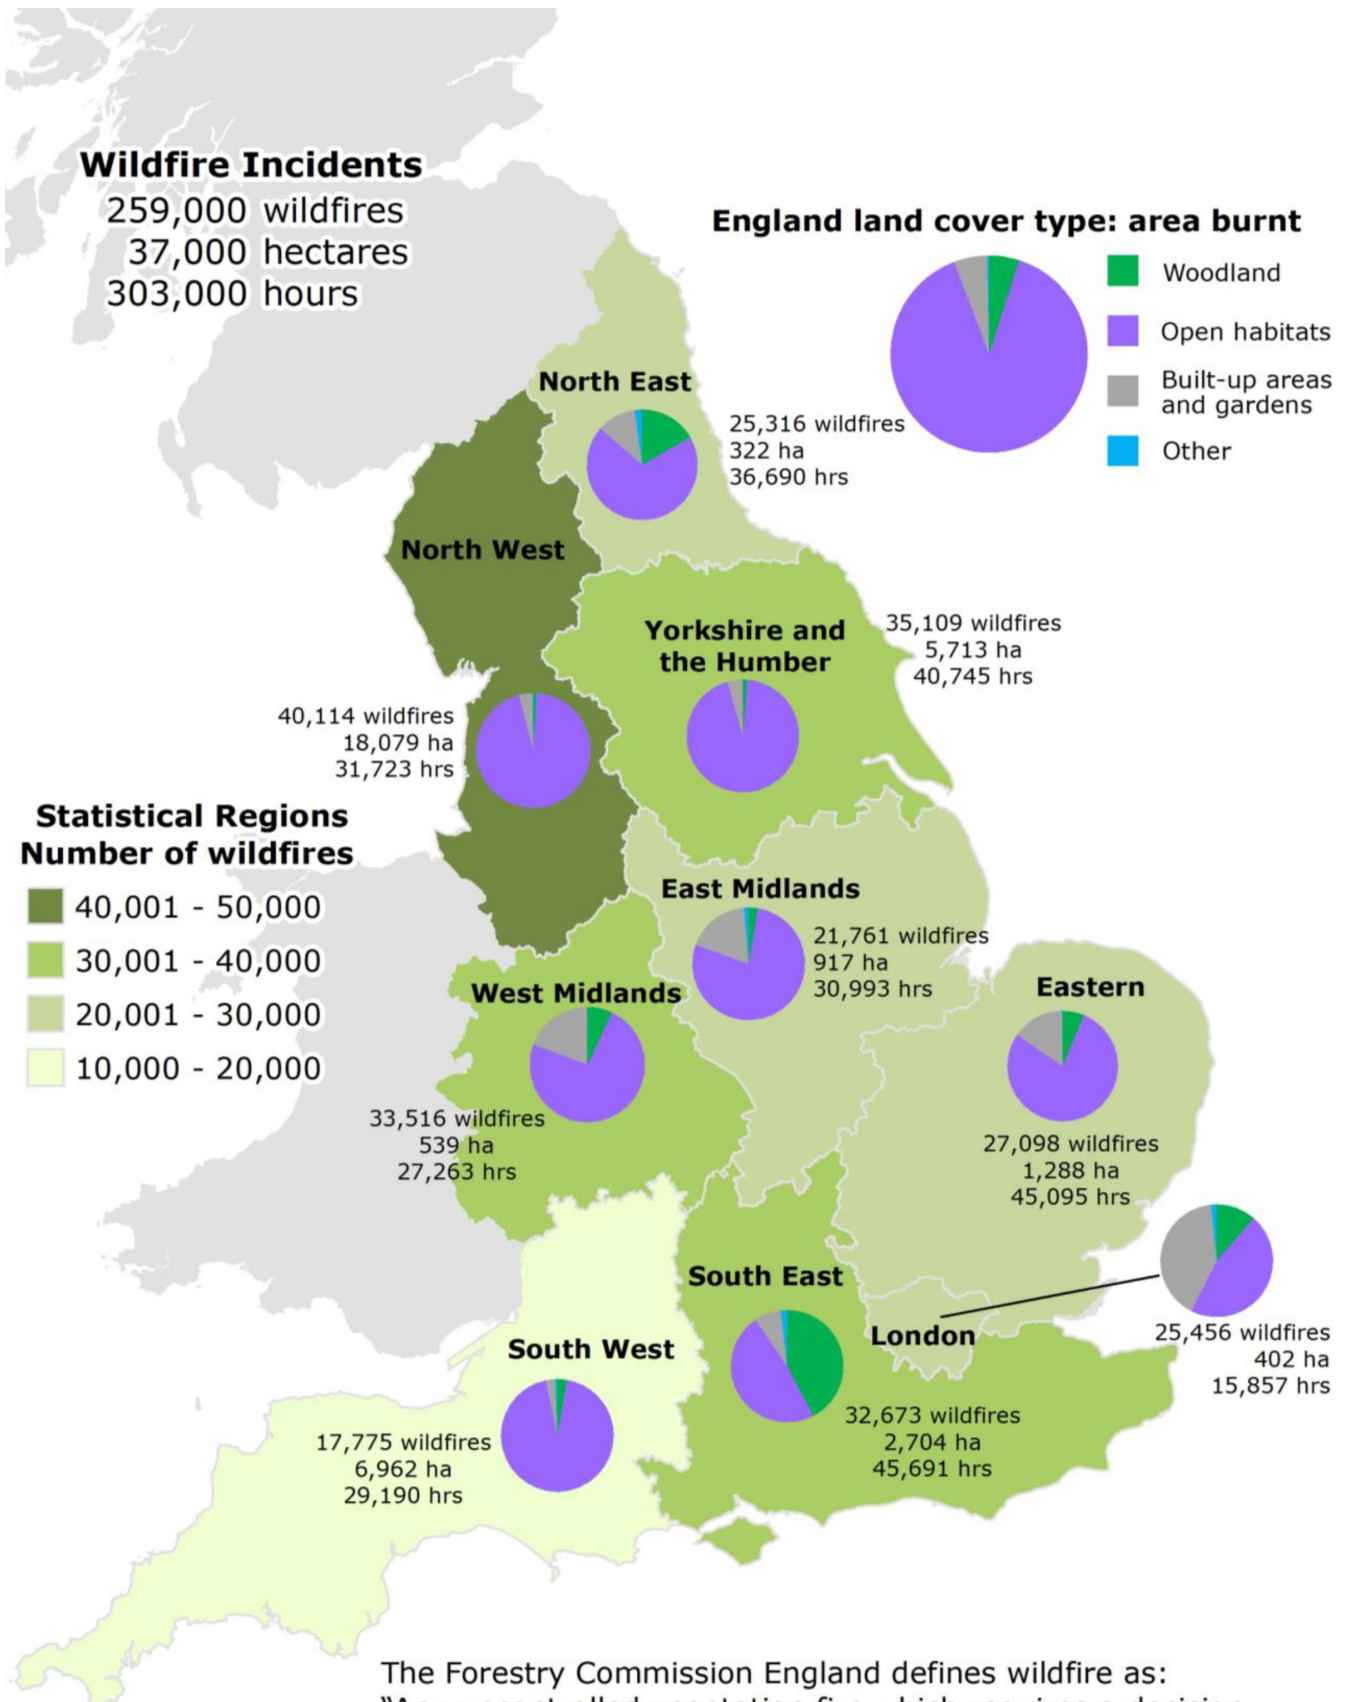 Wildfire Incidents
259,000 wildfires
37,000 hectares
303,000 hours
England land cover type: area burnt
Woodland
Open habitats
Built-up areas
and gardens
Other
North East
25,316 wildfires
322 ha
36,690 hrs
North West
40,114 wildfires
18,079 ha
31,723 hrs
Yorkshire and
the Humber
35,109 wildfires
5,713 ha
40,745 hrs
Statistical Regions
Number of wildfires
40,001 - 50,000
30,001 - 40,000
20,001 - 30,000
10,000 - 20,000
East Midlands
21,761 wildfires
917 ha
30,993 hrs
West Midlands
33,516 wildfires
539 ha
27,263 hrs
Eastern
27,098 wildfires
1,288 ha
45,095 hrs
South East
32,673 wildfires
2,704 ha
45,691 hrs
London
25,456 wildfires
402 ha
15,857 hrs
South West
17,775 wildfires
6,962 ha
29,190 hrs
The Forestry Commission England defines wildfire as:
"Any uncontrolled vegetation fire which requires a decision